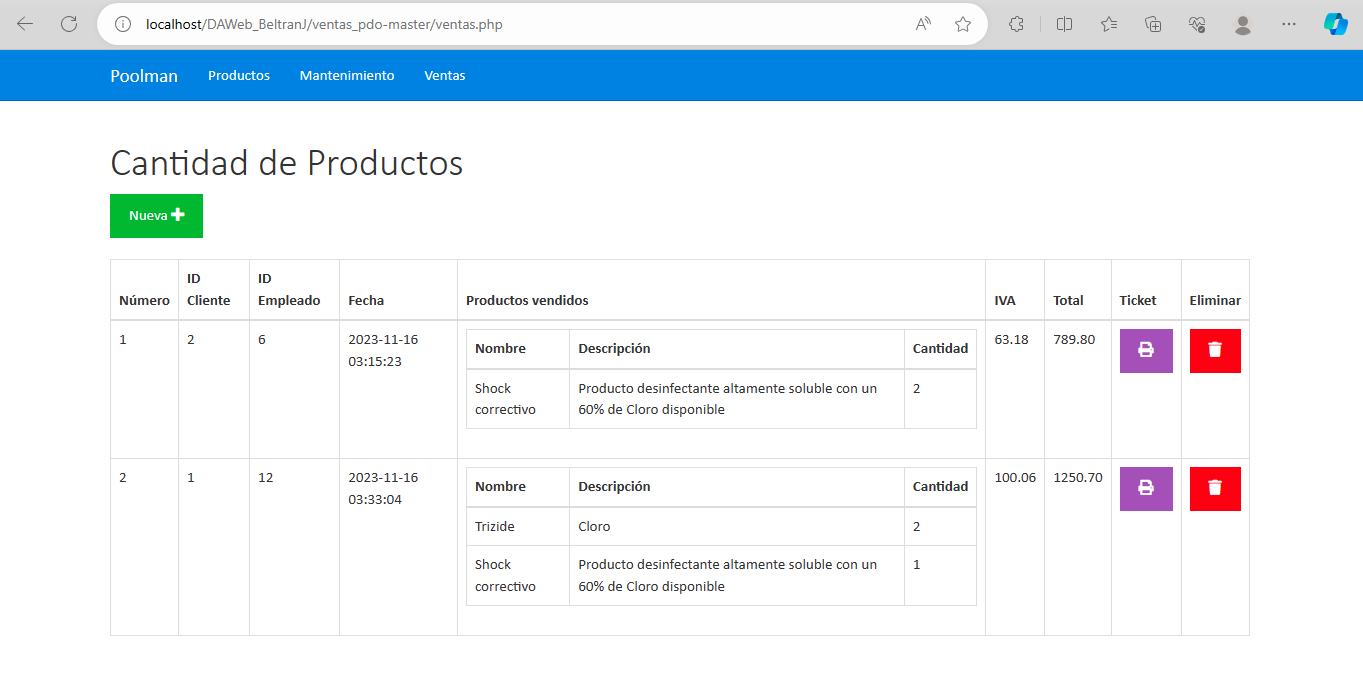 localhost/DAWeb_BeltranJ/ventas_pdo-master/ventas.php
Poolman Productos Mantenimiento Ventas
Cantidad de Productos
Nueva
Número ID Cliente ID Empleado Fecha Productos vendidos IVA Total Ticket Eliminar
1 2 6 2023-11-16 03:15:23 63.18 789.80
Nombre Descripción Cantidad
Shock correctivo Producto desinfectante altamente soluble con un 60% de Cloro disponible 2
2 1 12 2023-11-16 03:33:04 100.06 1250.70
Nombre Descripción Cantidad
Trizide Cloro 2
Shock correctivo Producto desinfectante altamente soluble con un 60% de Cloro disponible 1